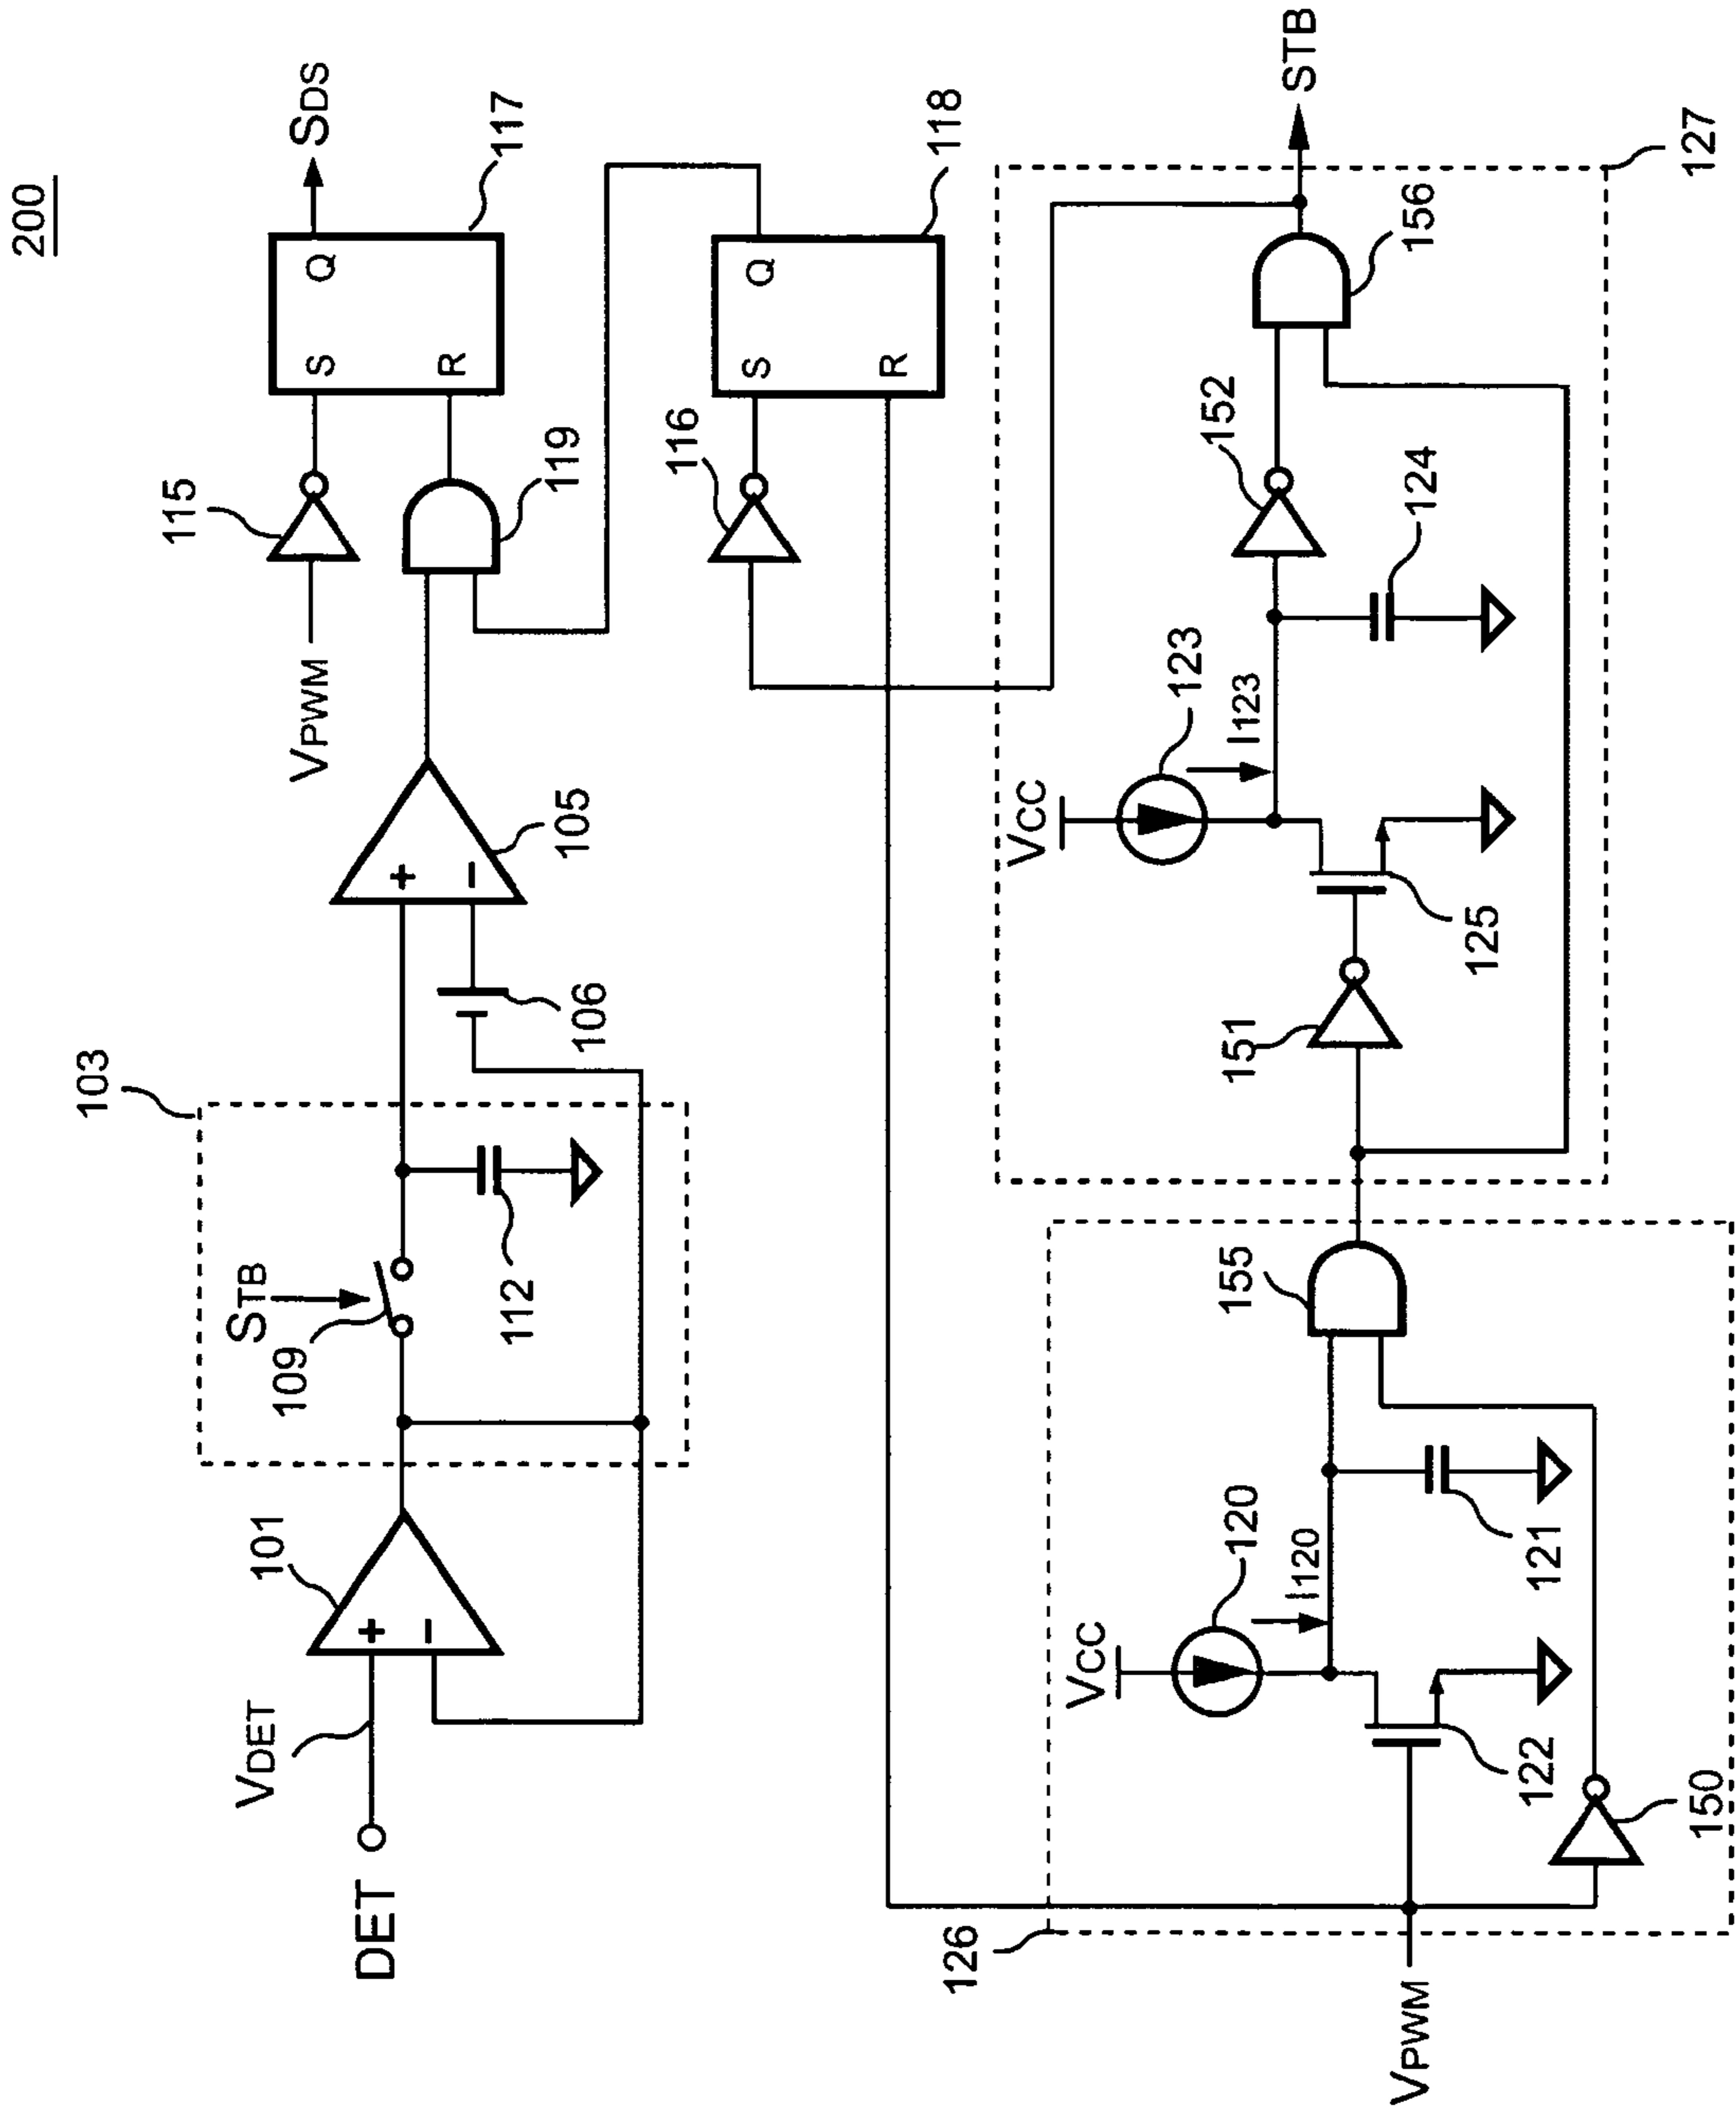 200
SDS
117
Q
S
R
115
VPWM
119
118
Q
S
R
116
105
+
−
106
103
STB
109
112
101
+
−
VDET
DET
STB
127
156
152
124
123
I123
VCC
125
151
155
120
I120
VCC
121
122
150
126
VPWM